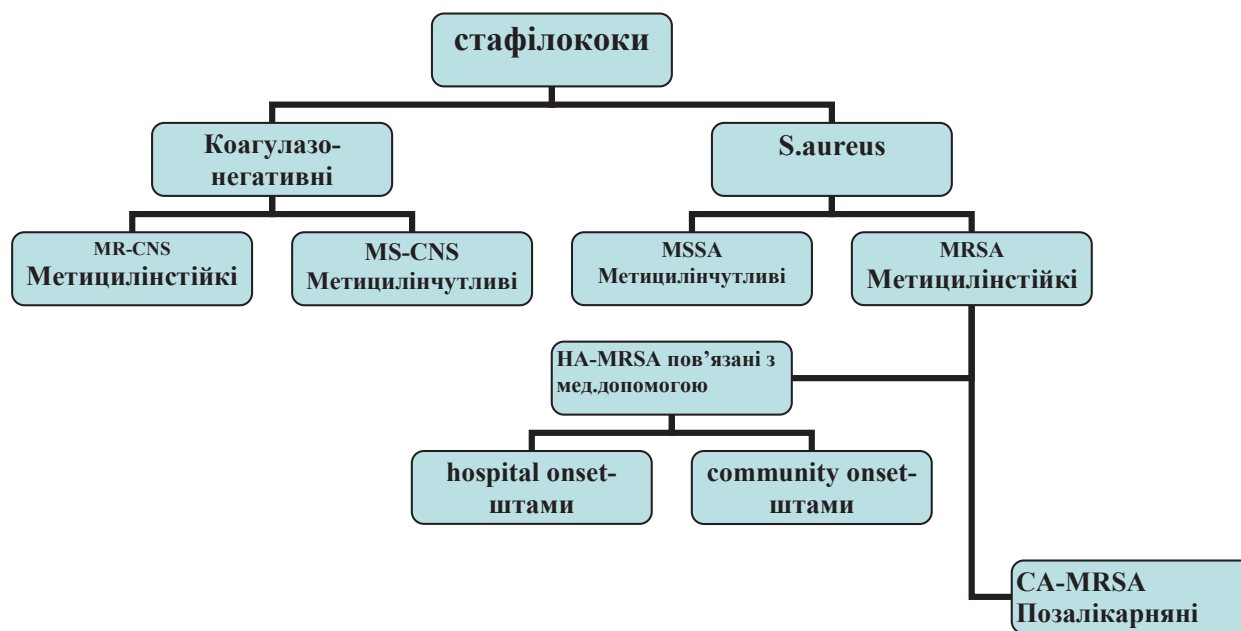 стафілококи
Коагулазо-
негативні
S.aureus
MR-CNS
Метицилінстійкі
MS-CNS
Метицилінчутливі
MSSA
Метицилінчутливі
MRSA
Метицилінстійкі
HA-MRSA пов’язані з
мед.допомогою
hospital onset-
штами
community onset-
штами
CA-MRSA
Позалікарняні